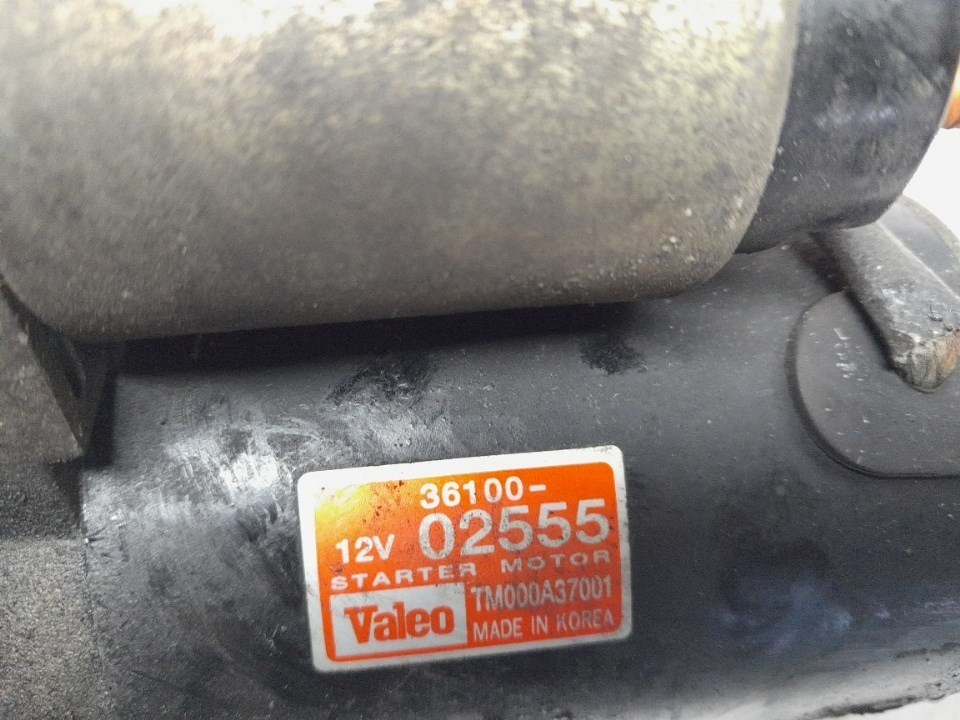 36100-
12V 02555
STARTER MOTOR
Valeo TM000A37001
MADE IN KOREA